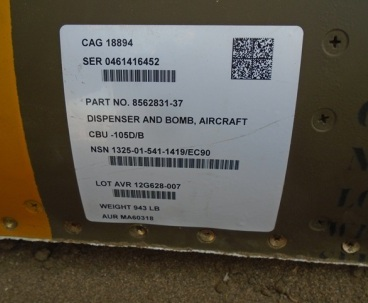 CAG 18894
SER 0461416452
PART NO. 8562831-37
DISPENSER AND BOMB, AIRCRAFT
CBU -105D/B
NSN 1325-01-541-1419/EC90
LOT AVR 12G628-007
WEIGHT 943 LB
AUR MA60318